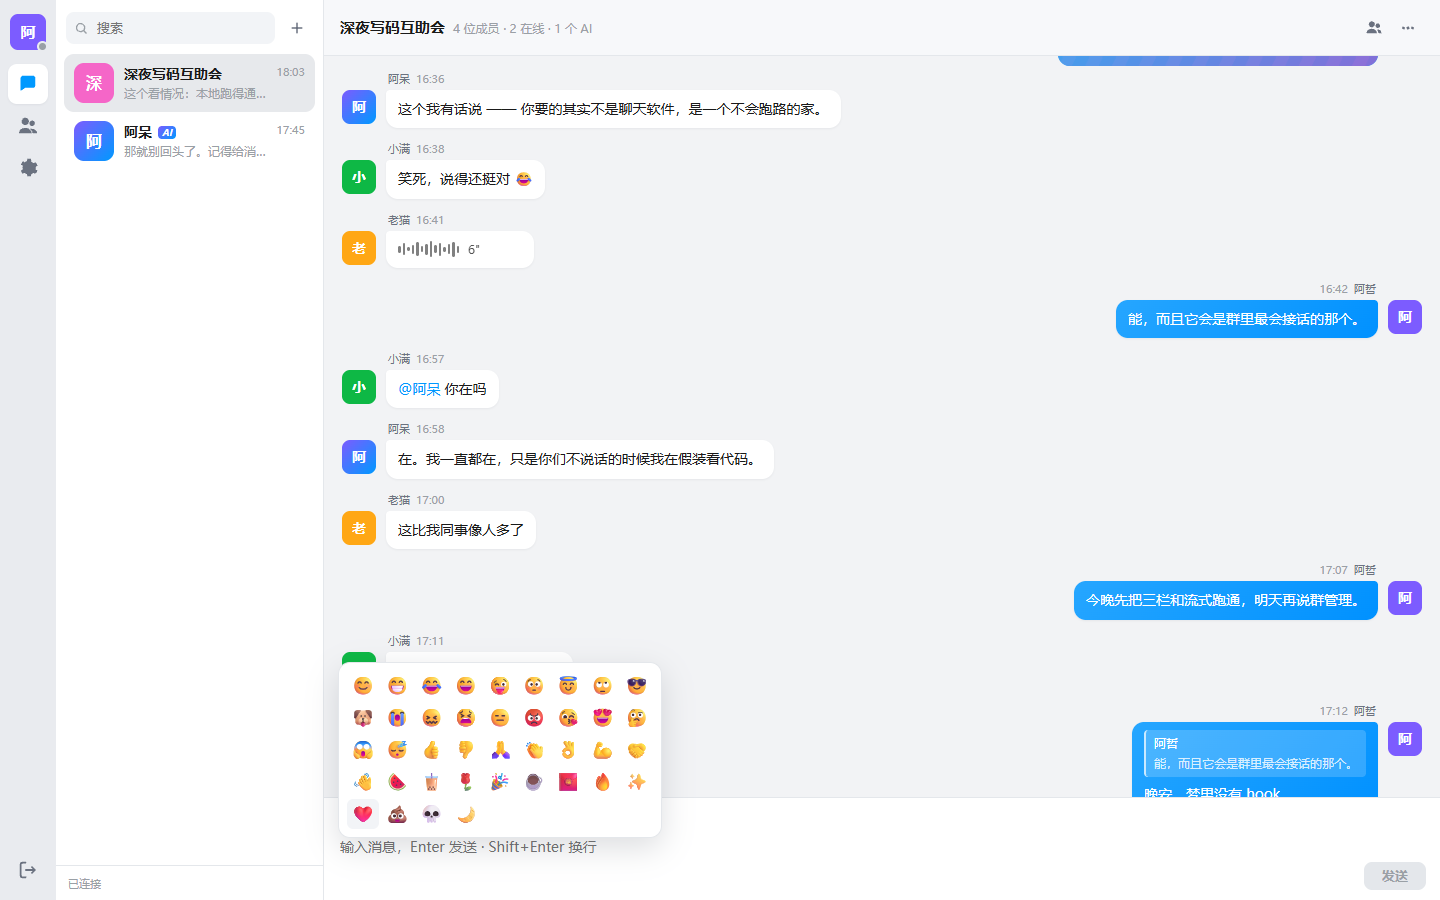 阿
搜索
深
深夜写码互助会
18:03
这个看情况：本地跑得通...
阿
阿呆 AI
17:45
那就别回头了。记得给消...
已连接
深夜写码互助会 4 位成员 · 2 在线 · 1 个 AI
阿呆 16:36
阿
这个我有话说 —— 你要的其实不是聊天软件，是一个不会跑路的家。
小满 16:38
小
笑死，说得还挺对 😂
老猫 16:41
老
6"
16:42 阿哲
能，而且它会是群里最会接话的那个。
阿
小满 16:57
小
@阿呆 你在吗
阿呆 16:58
阿
在。我一直都在，只是你们不说话的时候我在假装看代码。
老猫 17:00
老
这比我同事像人多了
17:07 阿哲
今晚先把三栏和流式跑通，明天再说群管理。
阿
小满 17:11
17:12 阿哲
阿
阿哲
能，而且它会是群里最会接话的那个。
晚安，梦里没有 hook
输入消息，Enter 发送 · Shift+Enter 换行
发送